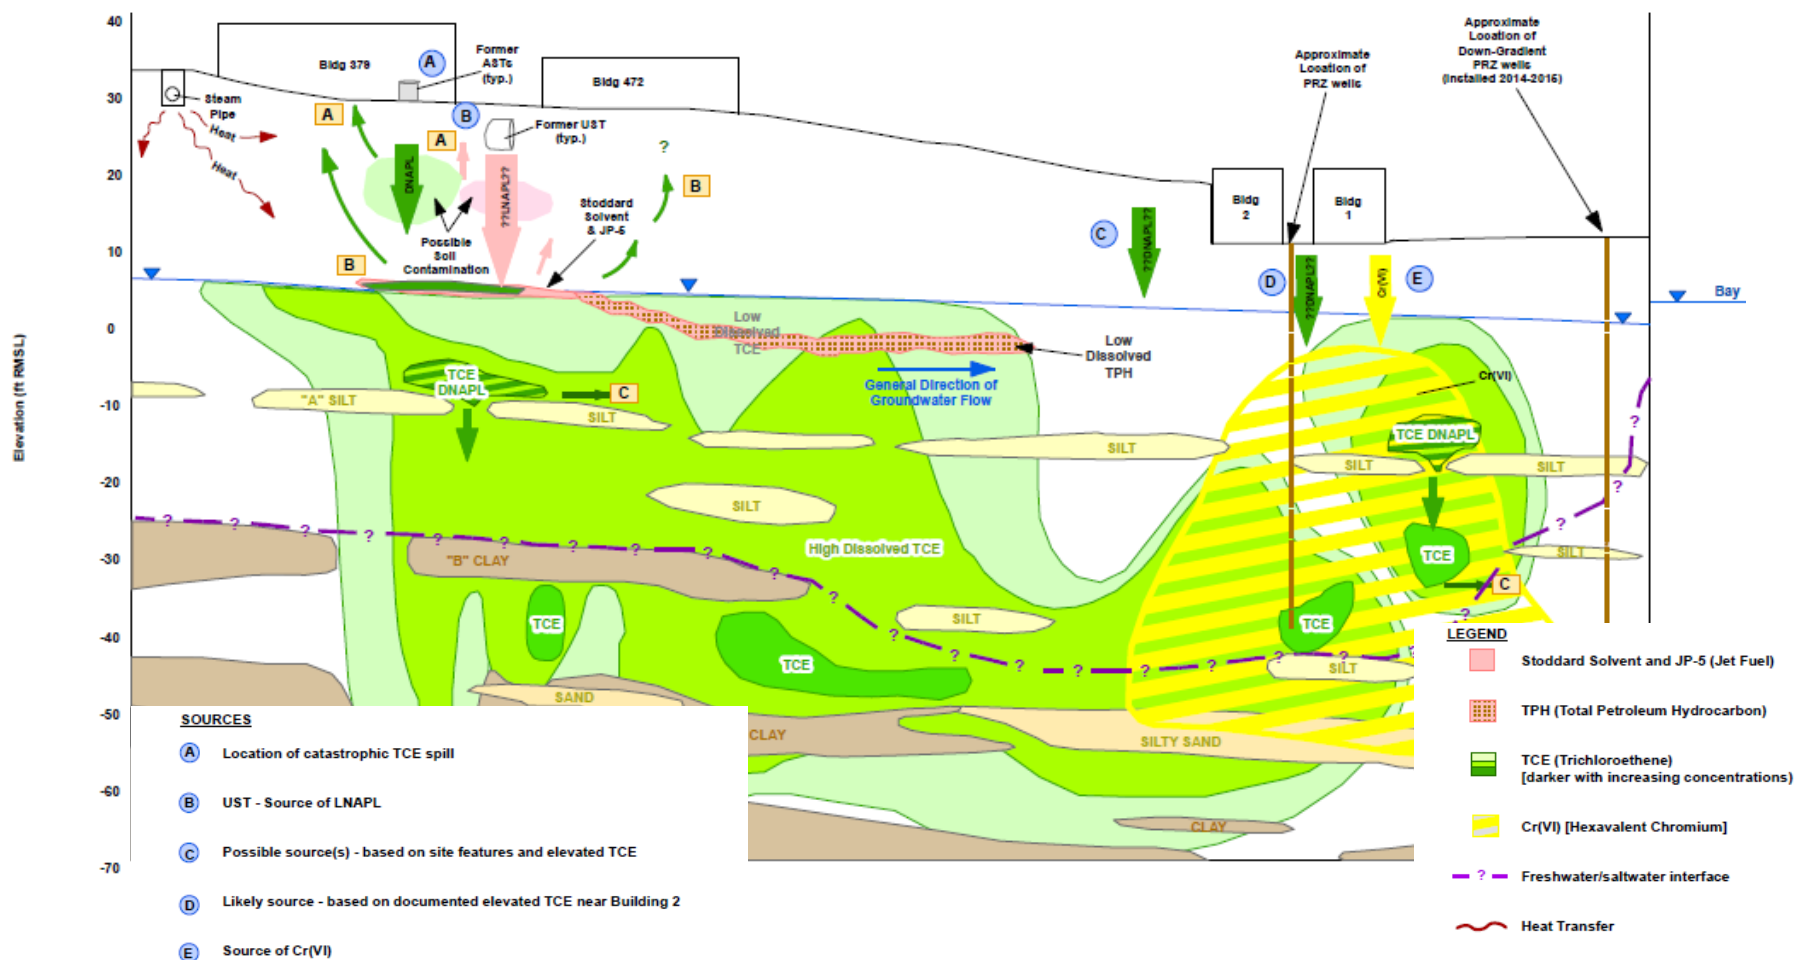 40
30
20
10
0
-10
-20
-30
-40
-50
-60
-70
Elevation (ft RMSL)
Bldg 379
A
Former
ASTs
(typ.)
Bldg 472
Steam
Pipe
Heat
Heat
A
B
A
Former UST
(typ.)
DNAPL
??LNAPL??
?
B
Possible
Soil
Contamination
Stoddard
Solvent
& JP-5
B
Approximate
Location of
PRZ wells
Approximate
Location of
Down-Gradient
PRZ wells
(Installed 2014-2015)
Bldg
2
Bldg
1
C
??DNAPL??
D
??DNAPL??
Cr(VI)
E
Bay
Low
Dissolved
TCE
Low
Dissolved
TPH
General Direction of
Groundwater Flow
TCE
DNAPL
C
"A" SILT
SILT
SILT
SILT
Cr(VI)
TCE DNAPL
SILT
SILT
SILT
High Dissolved TCE
"B" CLAY
TCE
C
SILT
TCE
TCE
SILT
TCE
SILT
SAND
CLAY
SILTY SAND
CLAY
? ? ? ? ? ? ? ? ? ? ? ? ? ? ? ? ? ? ? ? ? ? ?
SOURCES
A Location of catastrophic TCE spill
B UST - Source of LNAPL
C Possible source(s) - based on site features and elevated TCE
D Likely source - based on documented elevated TCE near Building 2
E Source of Cr(VI)
LEGEND
Stoddard Solvent and JP-5 (Jet Fuel)
TPH (Total Petroleum Hydrocarbon)
TCE (Trichloroethene)
[darker with increasing concentrations)
Cr(VI) [Hexavalent Chromium]
? Freshwater/saltwater interface
Heat Transfer